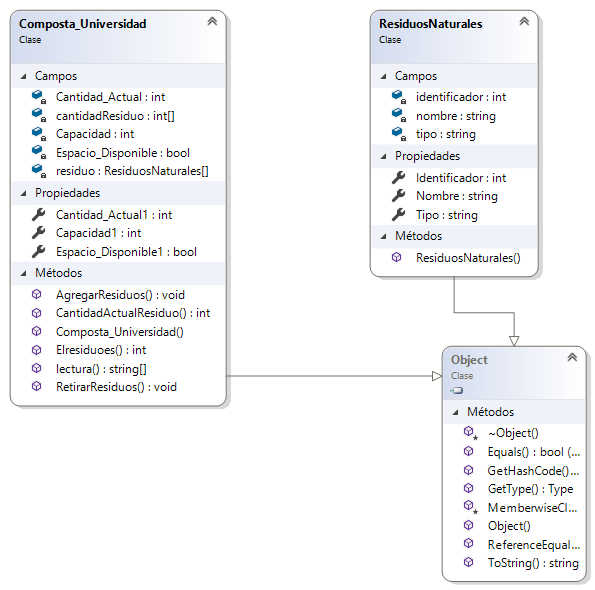 Composta_Universidad
Clase
Campos
Cantidad_Actual : int
cantidadResiduo : int[]
Capacidad : int
Espacio_Disponible : bool
residuo : ResiduosNaturales[]
Propiedades
Cantidad_Actual1 : int
Capacidad1 : int
Espacio_Disponible1 : bool
Métodos
AgregarResiduos() : void
CantidadActualResiduo() : int
Composta_Universidad()
Elresiduoes() : int
lectura() : string[]
RetirarResiduos() : void
ResiduosNaturales
Clase
Campos
identificador : int
nombre : string
tipo : string
Propiedades
Identificador : int
Nombre : string
Tipo : string
Métodos
ResiduosNaturales()
Object
Clase
Métodos
~Object()
Equals() : bool (...
GetHashCode()...
GetType() : Type
MemberwiseCl...
Object()
ReferenceEqual...
ToString() : string